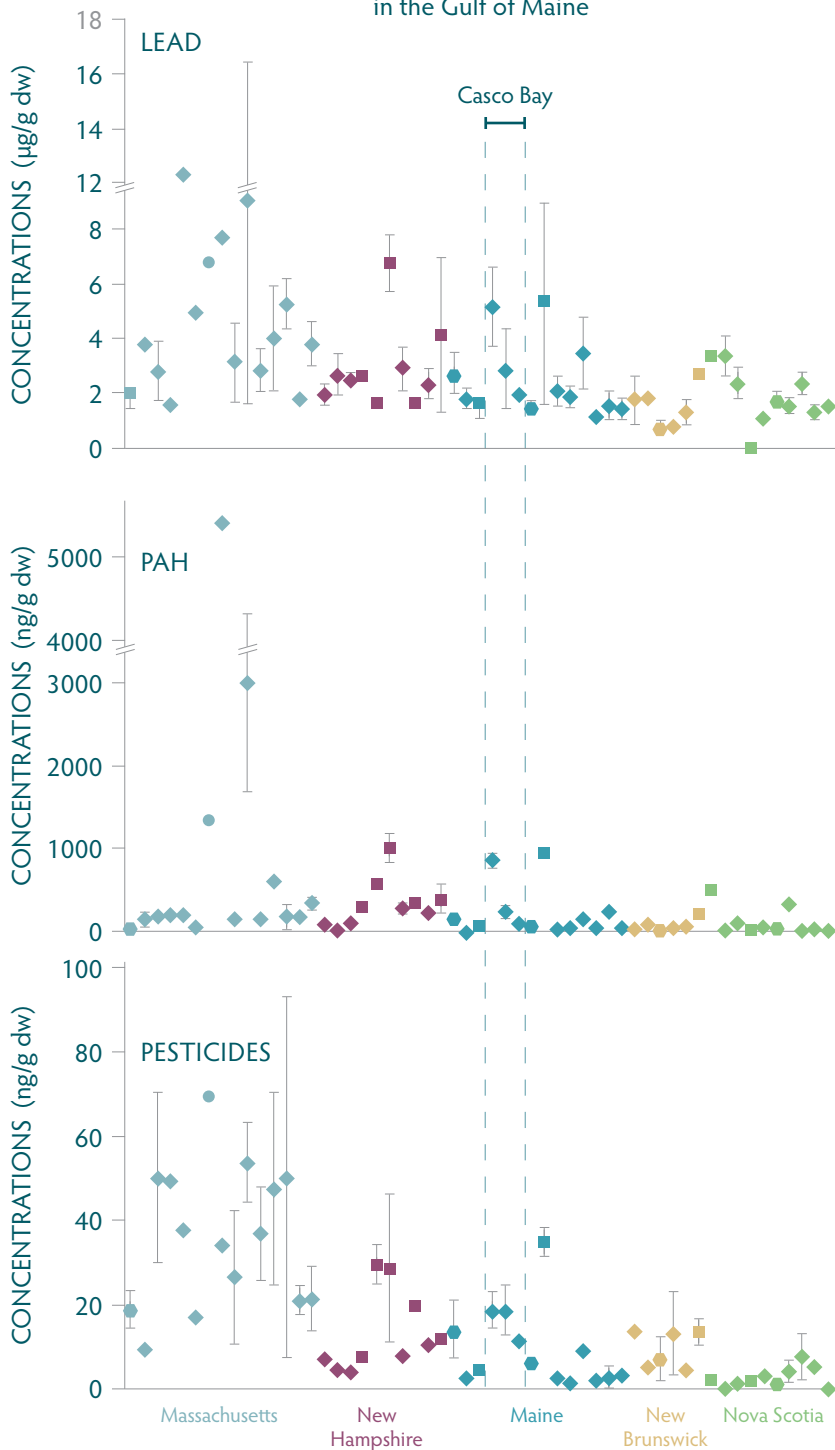 in the Gulf of Maine
18
LEAD
16
Casco Bay
14
12
CONCENTRATIONS (µg/g dw)
8
6
4
2
0
5000
PAH
4000
CONCENTRATIONS (ng/g dw)
3000
2000
1000
0
100
80
PESTICIDES
CONCENTRATIONS (ng/g dw)
60
40
20
0
Massachusetts
New
Hampshire
Maine
New
Brunswick
Nova Scotia